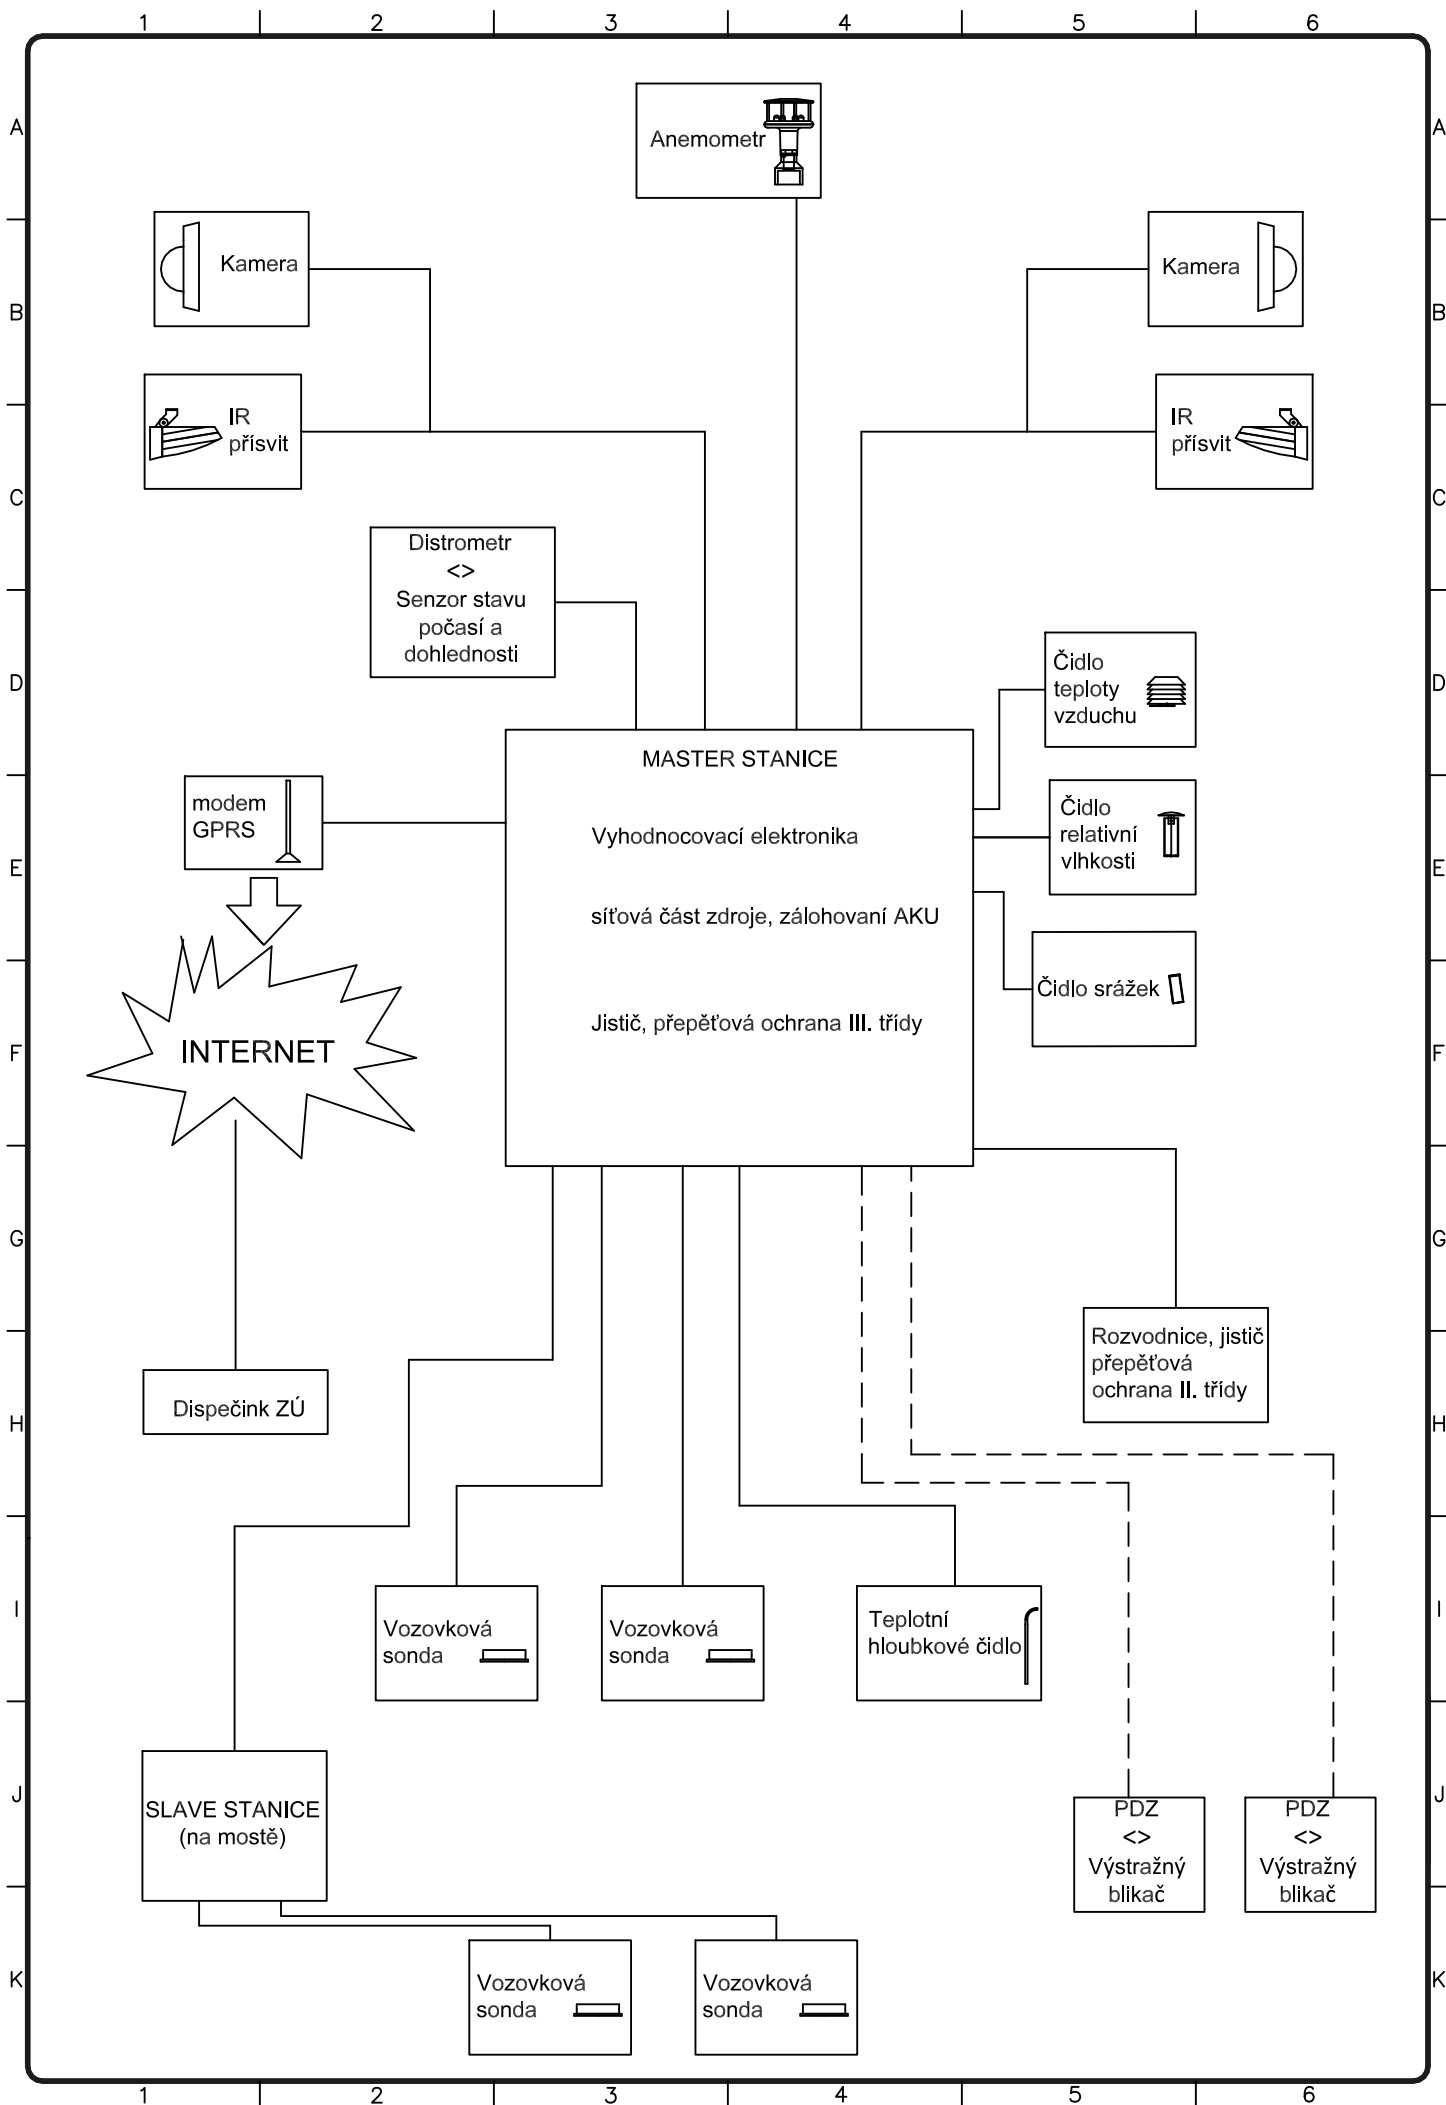 1 2 3 4 5 6
A A
Anemometr
Kamera
Kamera
B B
IR
přísvit
IR
přísvit
C C
Distrometr
<>
Senzor stavu
počasí a
dohlednosti
D D
Čidlo
teploty
vzduchu
MASTER STANICE
Vyhodnocovací elektronika
síťová část zdroje, zálohovaní AKU
Jistič, přepěťová ochrana III. třídy
modem
GPRS
Čidlo
relativní
vlhkosti
E E
Čidlo srážek
INTERNET
F F
G G
Rozvodnice, jistič
přepěťová
ochrana II. třídy
Dispečink ZÚ
H H
Vozovková
sonda
Vozovková
sonda
Teplotní
hloubkové čidlo
I I
SLAVE STANICE
(na mostě)
J J
PDZ
<>
Výstražný
blikač
PDZ
<>
Výstražný
blikač
Vozovková
sonda
Vozovková
sonda
K K
1 2 3 4 5 6